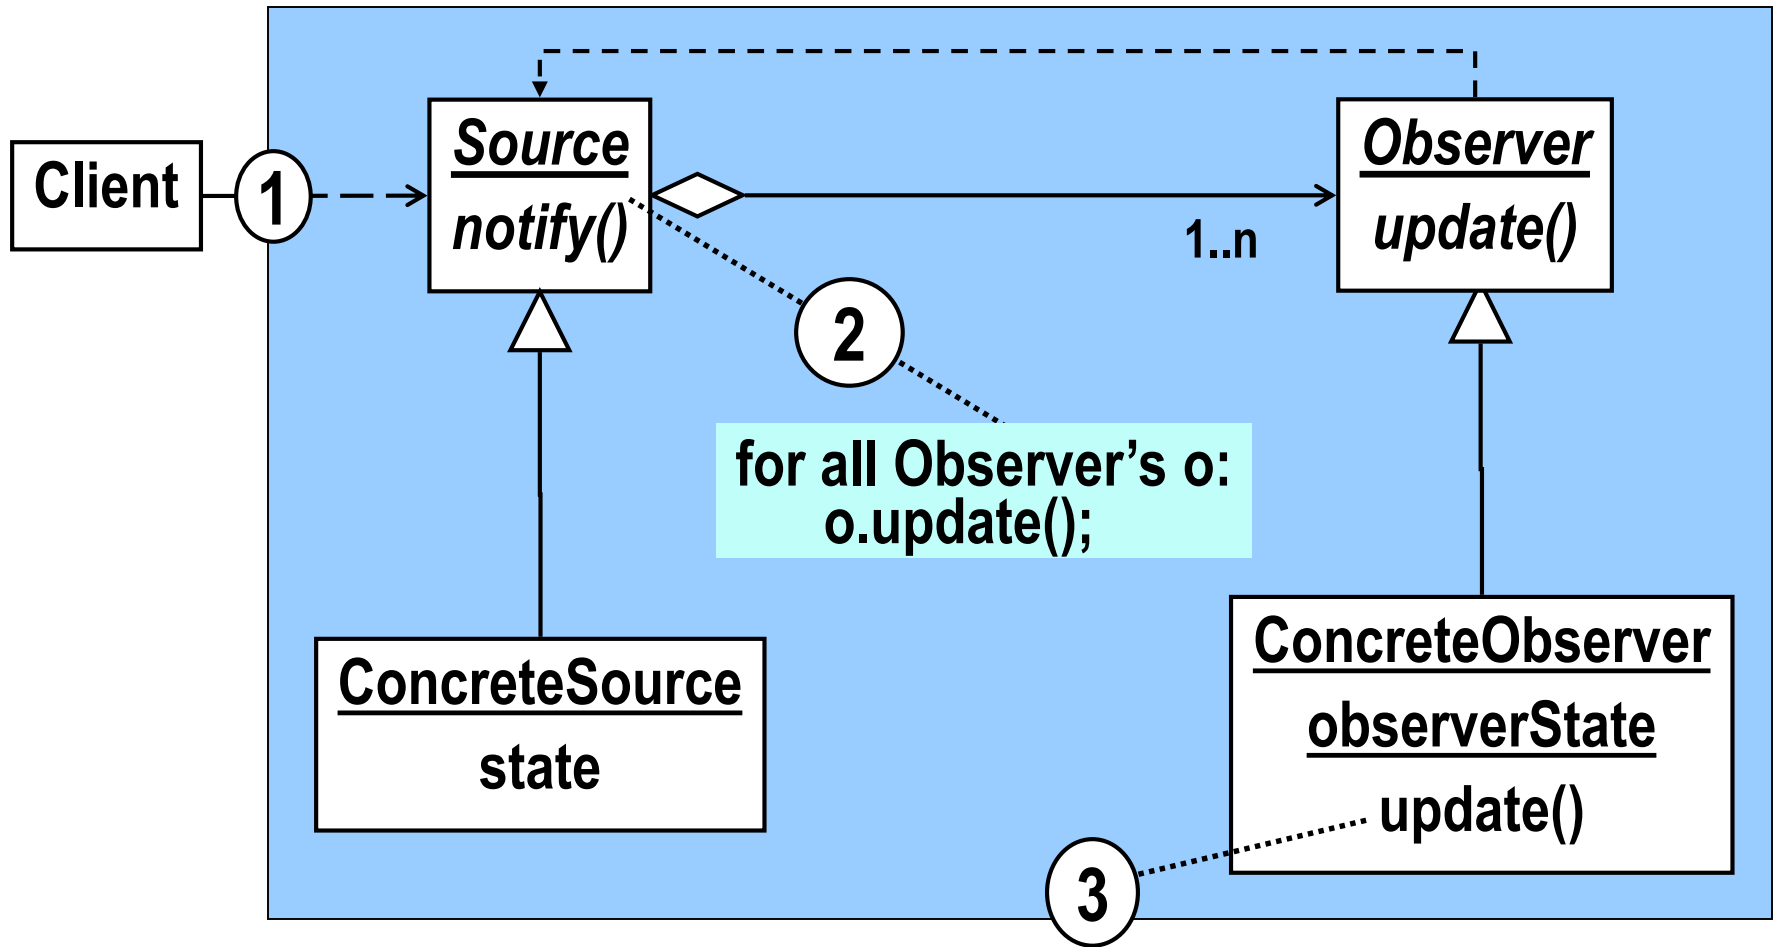 Client
1
Source
notify()
Observer
update()
1..n
2
for all Observer’s o:
o.update();
ConcreteSource
state
ConcreteObserver
observerState
update()
3